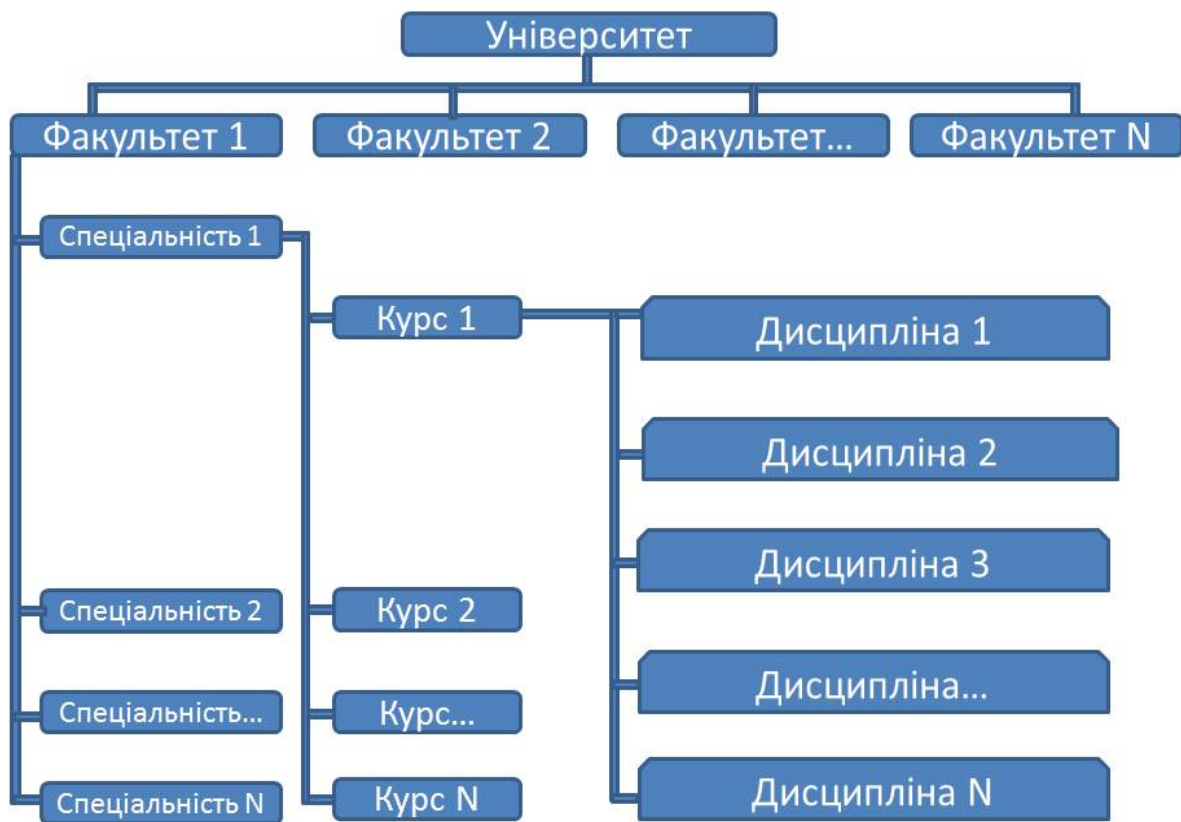 Університет
Факультет 1
Факультет 2
Факультет...
Факультет N
Спеціальність 1
Курс 1
Дисципліна 1
Дисципліна 2
Дисципліна 3
Спеціальність 2
Курс 2
Дисципліна...
Спеціальність...
Курс...
Дисципліна N
Спеціальність N
Курс N